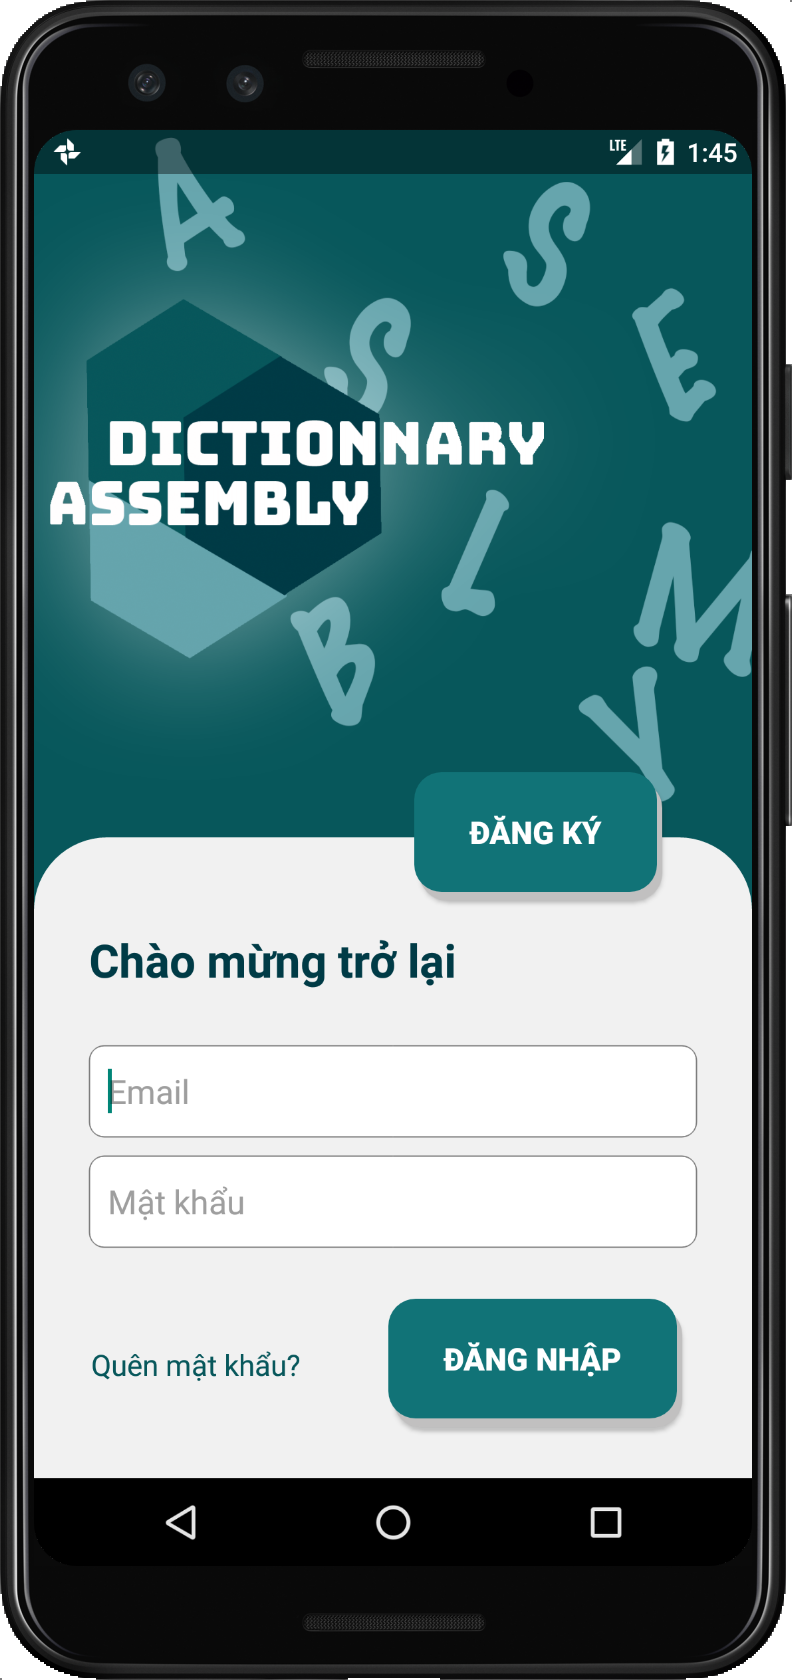 LTE 1:45
A
S
S
E
DICTIONNARY
ASSEMBLY
L
M
B
Y
ĐĂNG KÝ
Chào mừng trở lại
Email
Mật khẩu
Quên mật khẩu?
ĐĂNG NHẬP